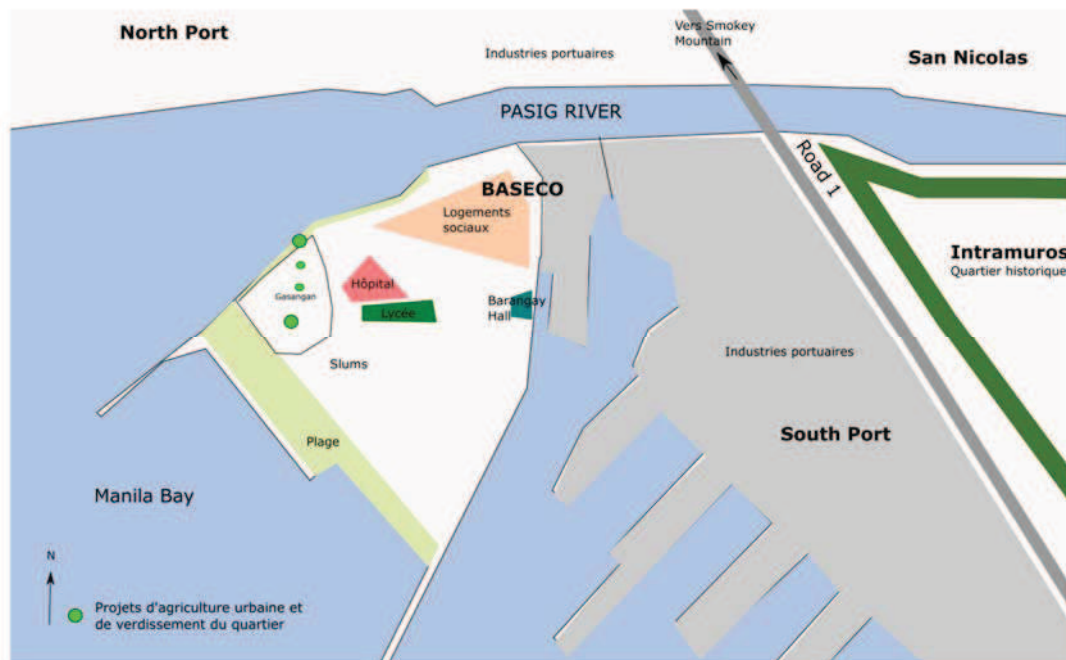 North Port
Industries portuaires
Vers Smokey
Mountain
San Nicolas
PASIG RIVER
Road 1
BASECO
Logements
sociaux
Intramuros
Quartier historique
Hôpital
Gasangan
Lycée
Barangay
Hall
Slums
Industries portuaires
South Port
Plage
Manila Bay
N
Projets d'agriculture urbaine et
de verdissement du quartier